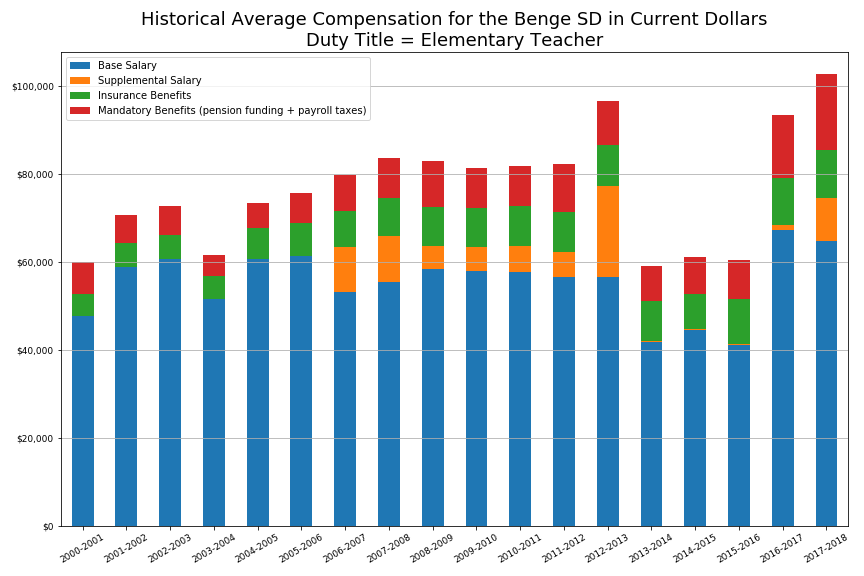 Historical Average Compensation for the Benge SD in Current Dollars
Duty Title = Elementary Teacher
Base Salary
Supplemental Salary
Insurance Benefits
Mandatory Benefits (pension funding + payroll taxes)
$100,000
$80,000
$60,000
$40,000
$20,000
$0
2000-2001 2001-2002 2002-2003 2003-2004 2004-2005 2005-2006 2006-2007 2007-2008 2008-2009 2009-2010 2010-2011 2011-2012 2012-2013 2013-2014 2014-2015 2015-2016 2016-2017 2017-2018